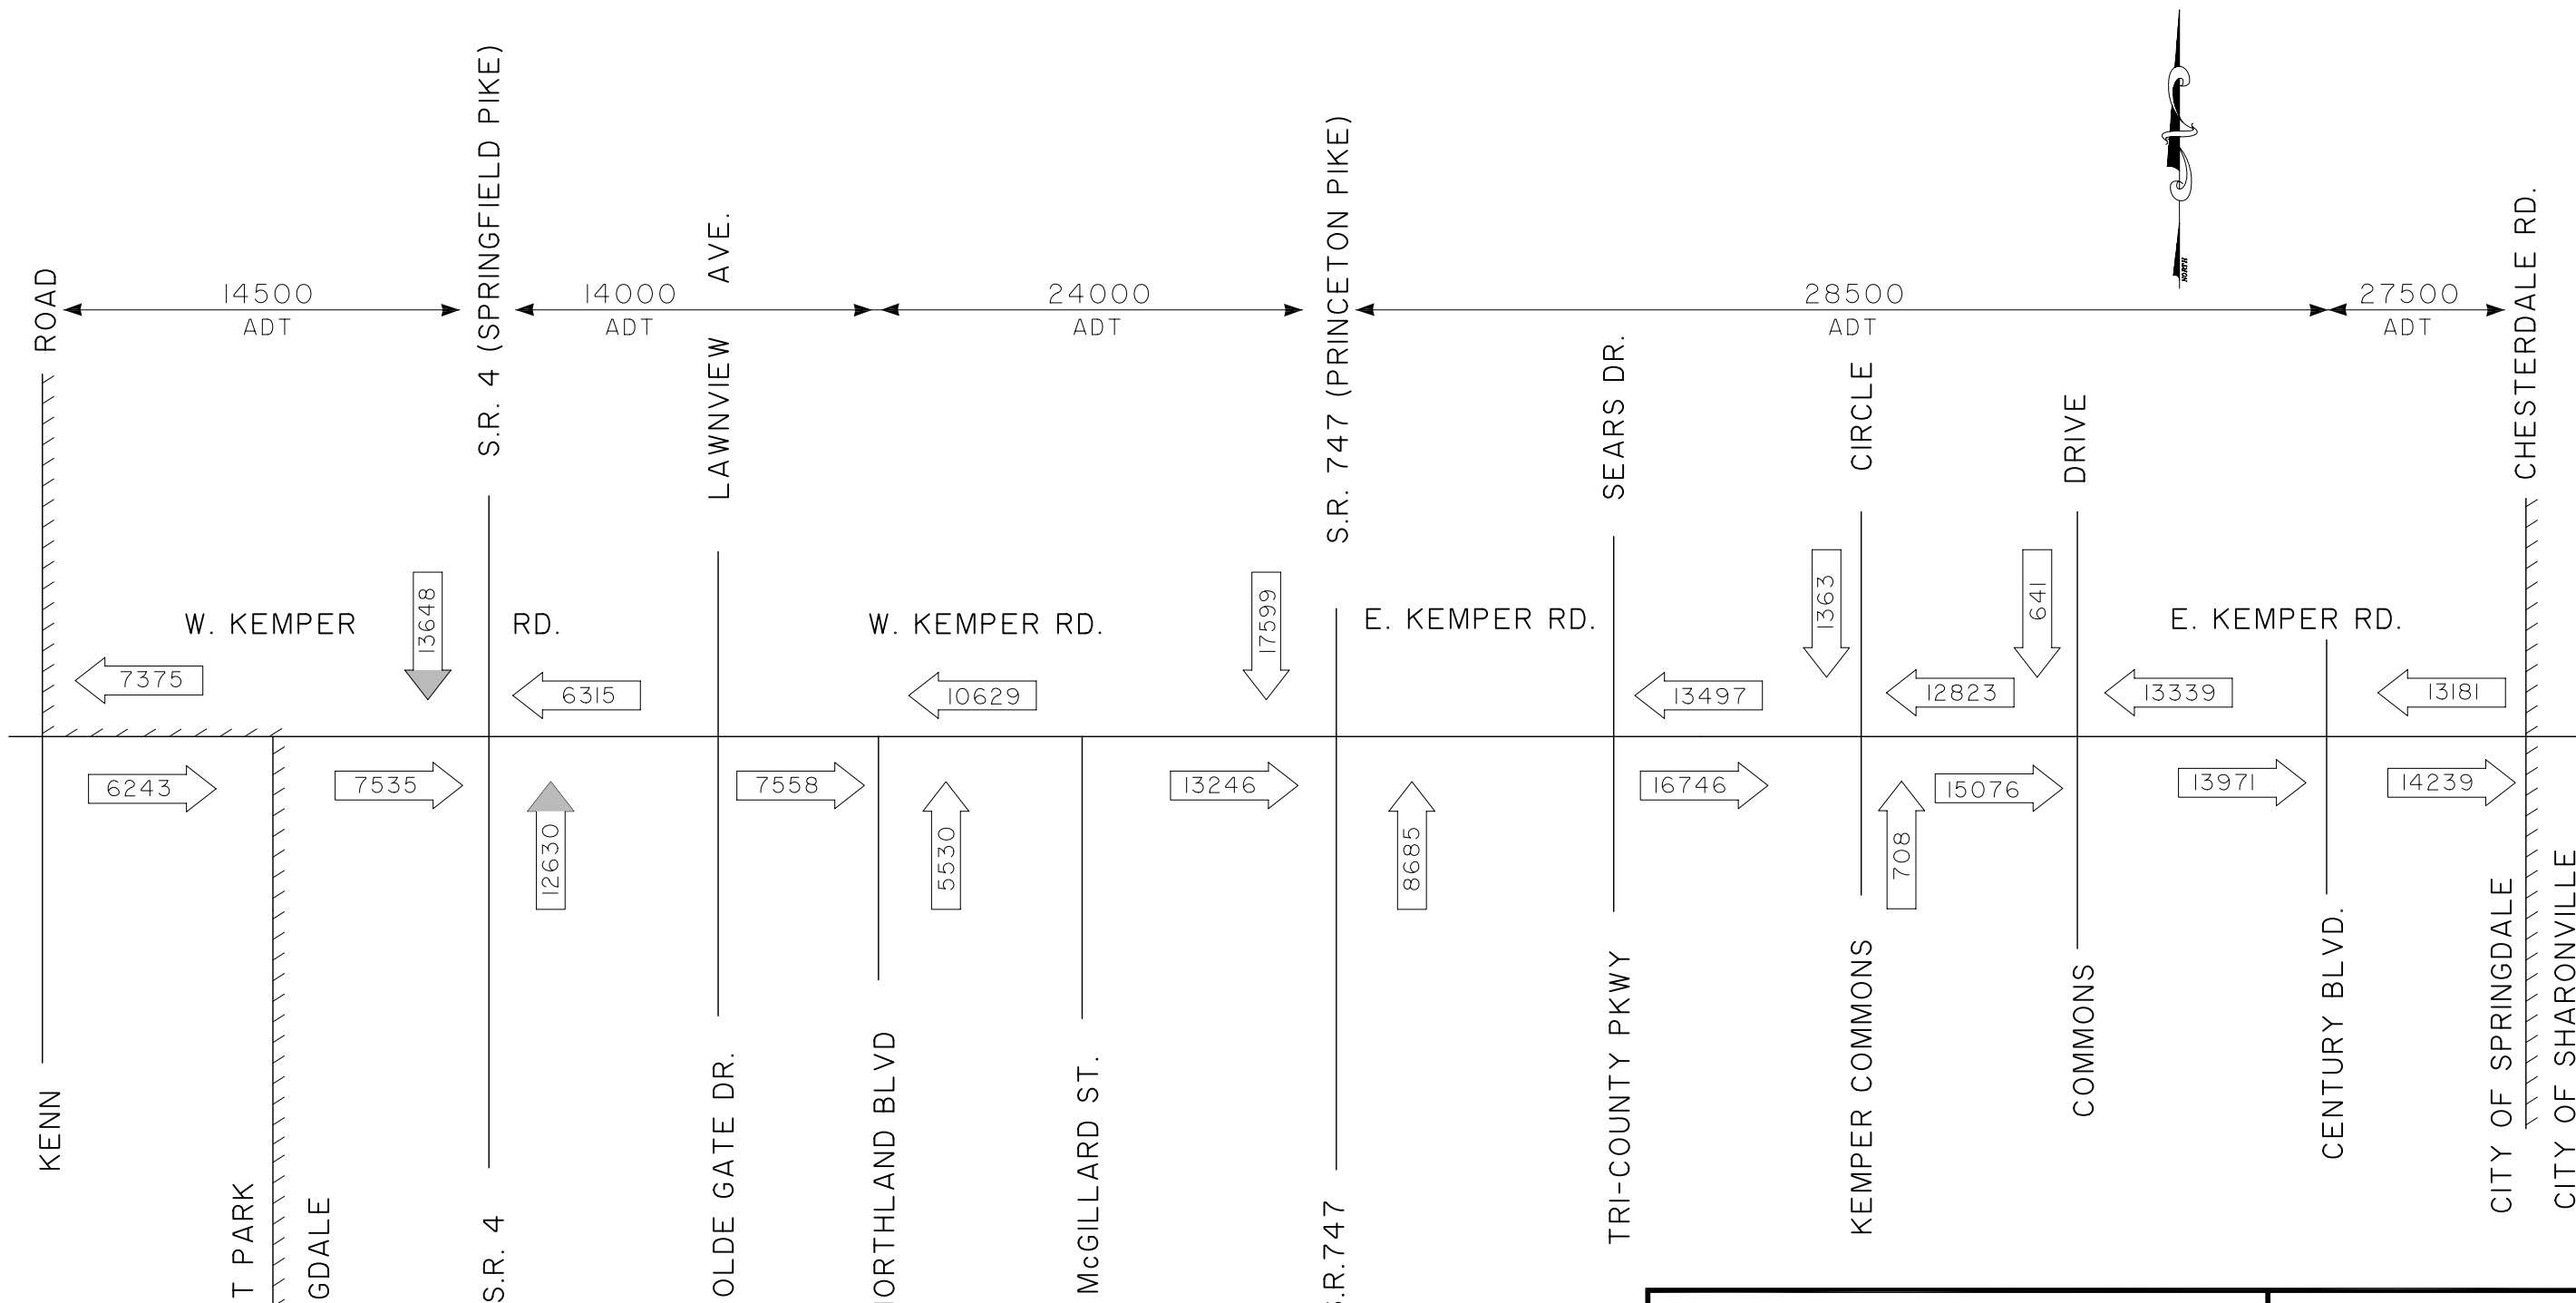 S.R. 4 (SPRINGFIELD PIKE)
S.R. 747 (PRINCETON PIKE)
CHESTERDALE RD.
ROAD
LAWNVIEW AVE.
14500
ADT
14000
ADT
24000
ADT
28500
ADT
27500
ADT
NORTH
SEARS DR.
CIRCLE
DRIVE
W. KEMPER RD.
W. KEMPER RD.
E. KEMPER RD.
E. KEMPER RD.
13648
17599
1363
641
7375
6315
10629
13497
12823
13339
13181
6243
7535
7558
13246
16746
15076
13971
14239
12630
5530
8685
708
KENN
T PARK
GDALE
S.R. 4
OLDE GATE DR.
ORTHLAND BLVD
McGILLARD ST.
S.R.747
TRI-COUNTY PKWY
KEMPER COMMONS
COMMONS
CENTURY BLVD.
CITY OF SPRINGDALE
CITY OF SHARONVILLE